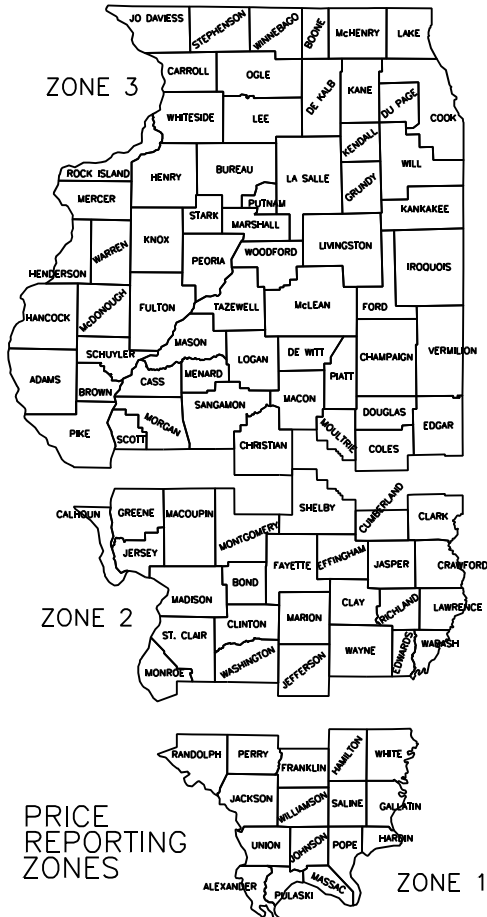 JO DAVIESS
STEPHENSON
WINNEBAGO
BOONE
McHENRY
LAKE
ZONE 3
CARROLL
OGLE
DE KALB
KANE
DU PAGE
COOK
WHITESIDE
LEE
KENDALL
WILL
ROCK ISLAND
HENRY
BUREAU
LA SALLE
GRUNDY
MERCER
PUTNAM
KANKAKEE
STARK
MARSHALL
HENDERSON
WARREN
KNOX
PEORIA
WOODFORD
LIVINGSTON
IROQUOIS
HANCOCK
McDONOUGH
FULTON
TAZEWELL
McLEAN
FORD
MASON
SCHUYLER
LOGAN
DE WITT
CHAMPAIGN
VERMILION
ADAMS
BROWN
CASS
MENARD
PIATT
SANGAMON
MACON
DOUGLAS
EDGAR
PIKE
SCOTT
MORGAN
CHRISTIAN
MOULTRIE
COLES
CALHOUN
GREENE
MACOUPIN
MONTGOMERY
SHELBY
CUMBERLAND
CLARK
JERSEY
FAYETTE
EFFINGHAM
JASPER
CRAWFORD
BOND
MADISON
CLAY
RICHLAND
LAWRENCE
ZONE 2
CLINTON
MARION
ST. CLAIR
WAYNE
EDWARDS
WABASH
MONROE
WASHINGTON
JEFFERSON
RANDOLPH
PERRY
FRANKLIN
HAMILTON
WHITE
JACKSON
WILLIAMSON
SALINE
GALLATIN
PRICE
REPORTING
ZONES
UNION
JOHNSON
POPE
HARDIN
ALEXANDER
PULASKI
MASSAC
ZONE 1